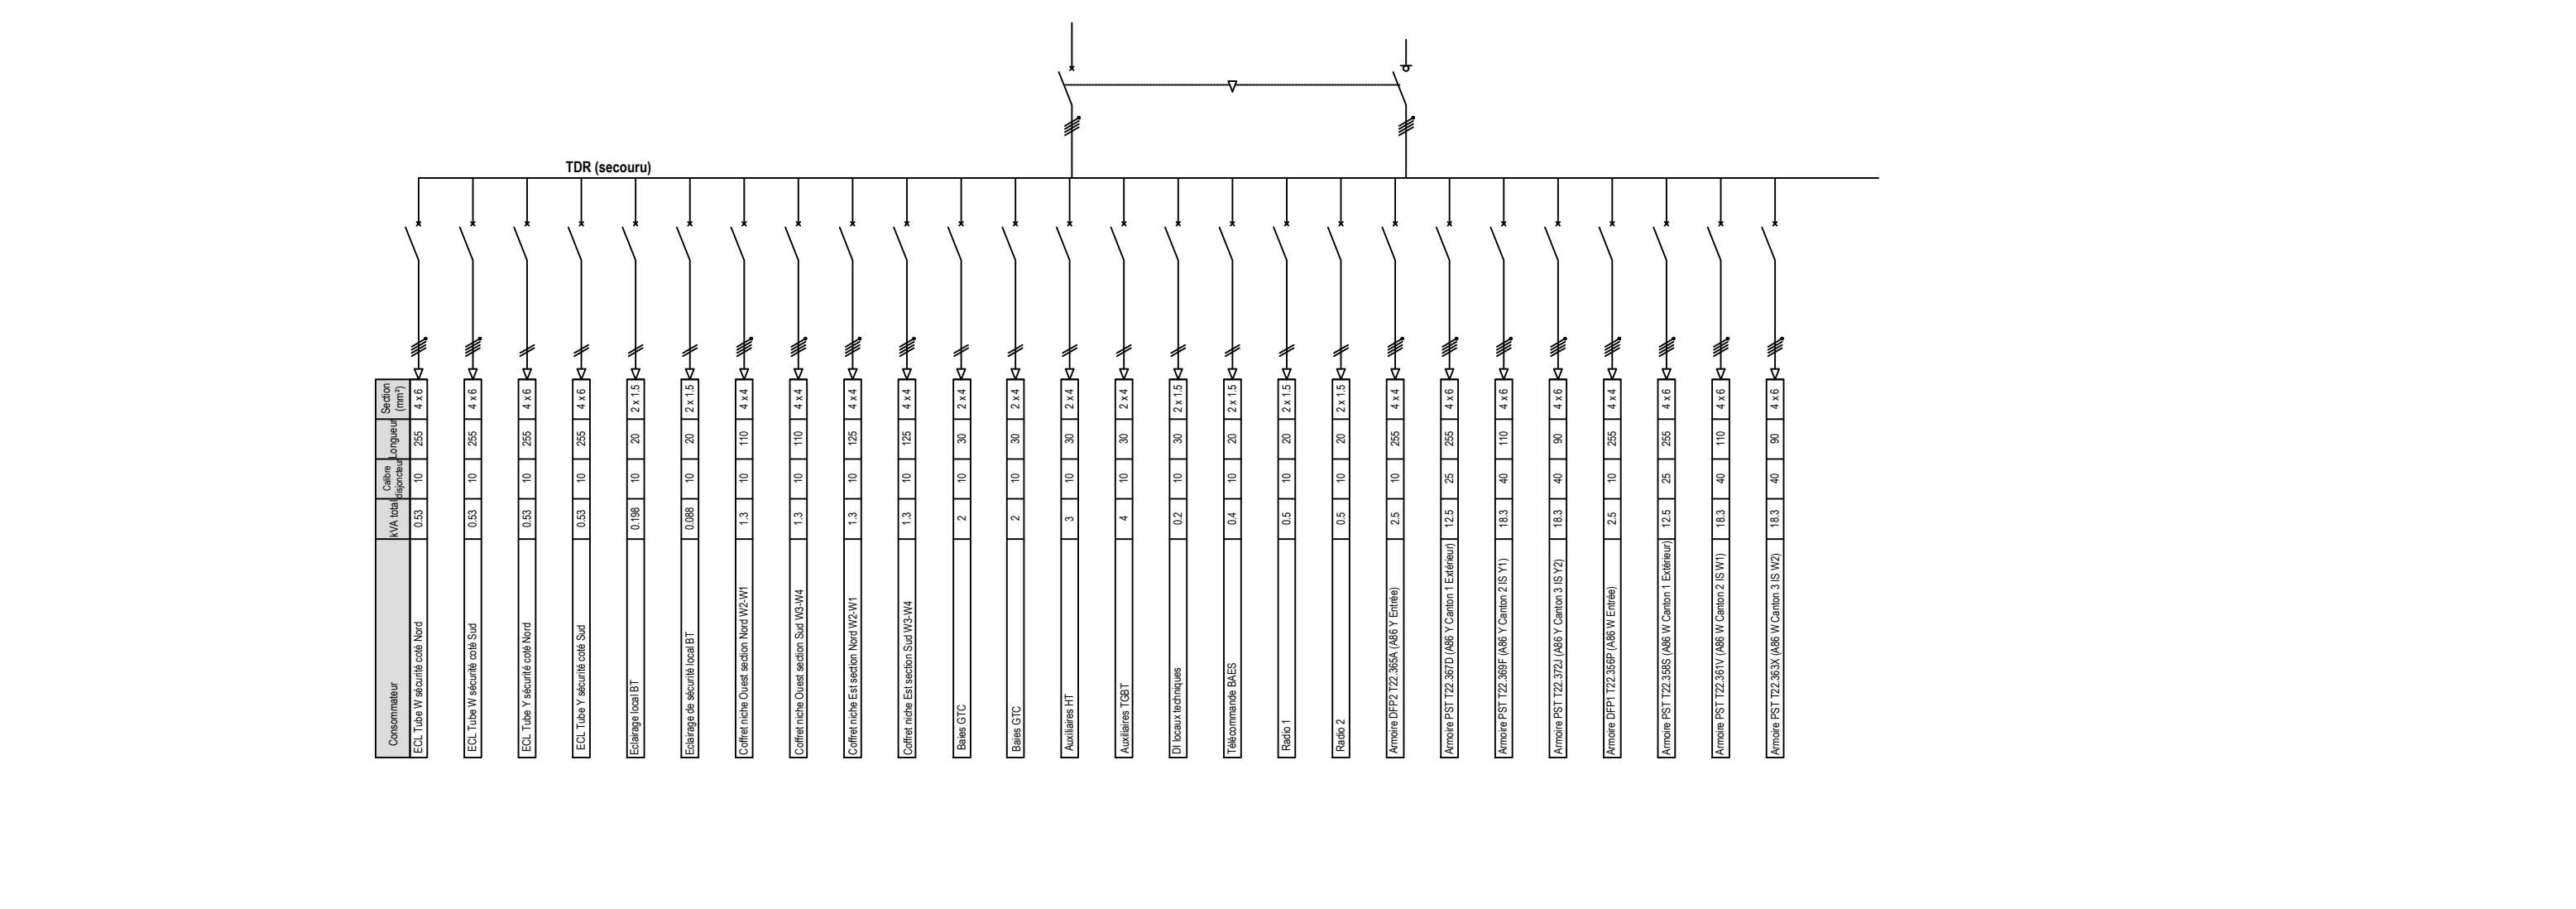 TDR (secouru)
Section (mm²)
Longueur
Calibre disjoncteur
kVA total
Consommateur
4 x 6
255
10
0.53
ECL Tube W sécurité coté Nord
4 x 6
255
10
0.53
ECL Tube W sécurité coté Sud
4 x 6
255
10
0.53
ECL Tube Y sécurité coté Nord
4 x 6
255
10
0.53
ECL Tube Y sécurité coté Sud
2 x 1.5
20
10
0.198
Eclairage local BT
2 x 1.5
20
10
0.088
Eclairage de sécurité local BT
4 x 4
110
10
1.3
Coffret niche Ouest section Nord W2-W1
4 x 4
110
10
1.3
Coffret niche Ouest section Sud W3-W4
4 x 4
125
10
1.3
Coffret niche Est section Nord W2-W1
4 x 4
125
10
1.3
Coffret niche Est section Sud W3-W4
2 x 4
30
10
2
Baies GTC
2 x 4
30
10
2
Baies GTC
2 x 4
30
10
3
Auxiliaires HT
2 x 4
30
10
4
Auxiliaires TGBT
2 x 1.5
30
10
0.2
DI locaux techniques
2 x 1.5
20
10
0.4
Télécommande BAES
2 x 1.5
20
10
0.5
Radio 1
2 x 1.5
20
10
0.5
Radio 2
4 x 4
255
10
2.5
Armoire DFP2 T22.365A (A86 Y Entrée)
4 x 6
255
25
12.5
Armoire PST T22.367D (A86 Y Canton 1 Extérieur)
4 x 6
110
40
18.3
Armoire PST T22.369F (A86 Y Canton 2 IS Y1)
4 x 6
90
40
18.3
Armoire PST T22.372J (A86 Y Canton 3 IS Y2)
4 x 4
255
10
2.5
Armoire DFP1 T22.356P (A86 W Entrée)
4 x 6
255
25
12.5
Armoire PST T22.358S (A86 W Canton 1 Extérieur)
4 x 6
110
40
18.3
Armoire PST T22.361V (A86 W Canton 2 IS W1)
4 x 6
90
40
18.3
Armoire PST T22.363X (A86 W Canton 3 IS W2)